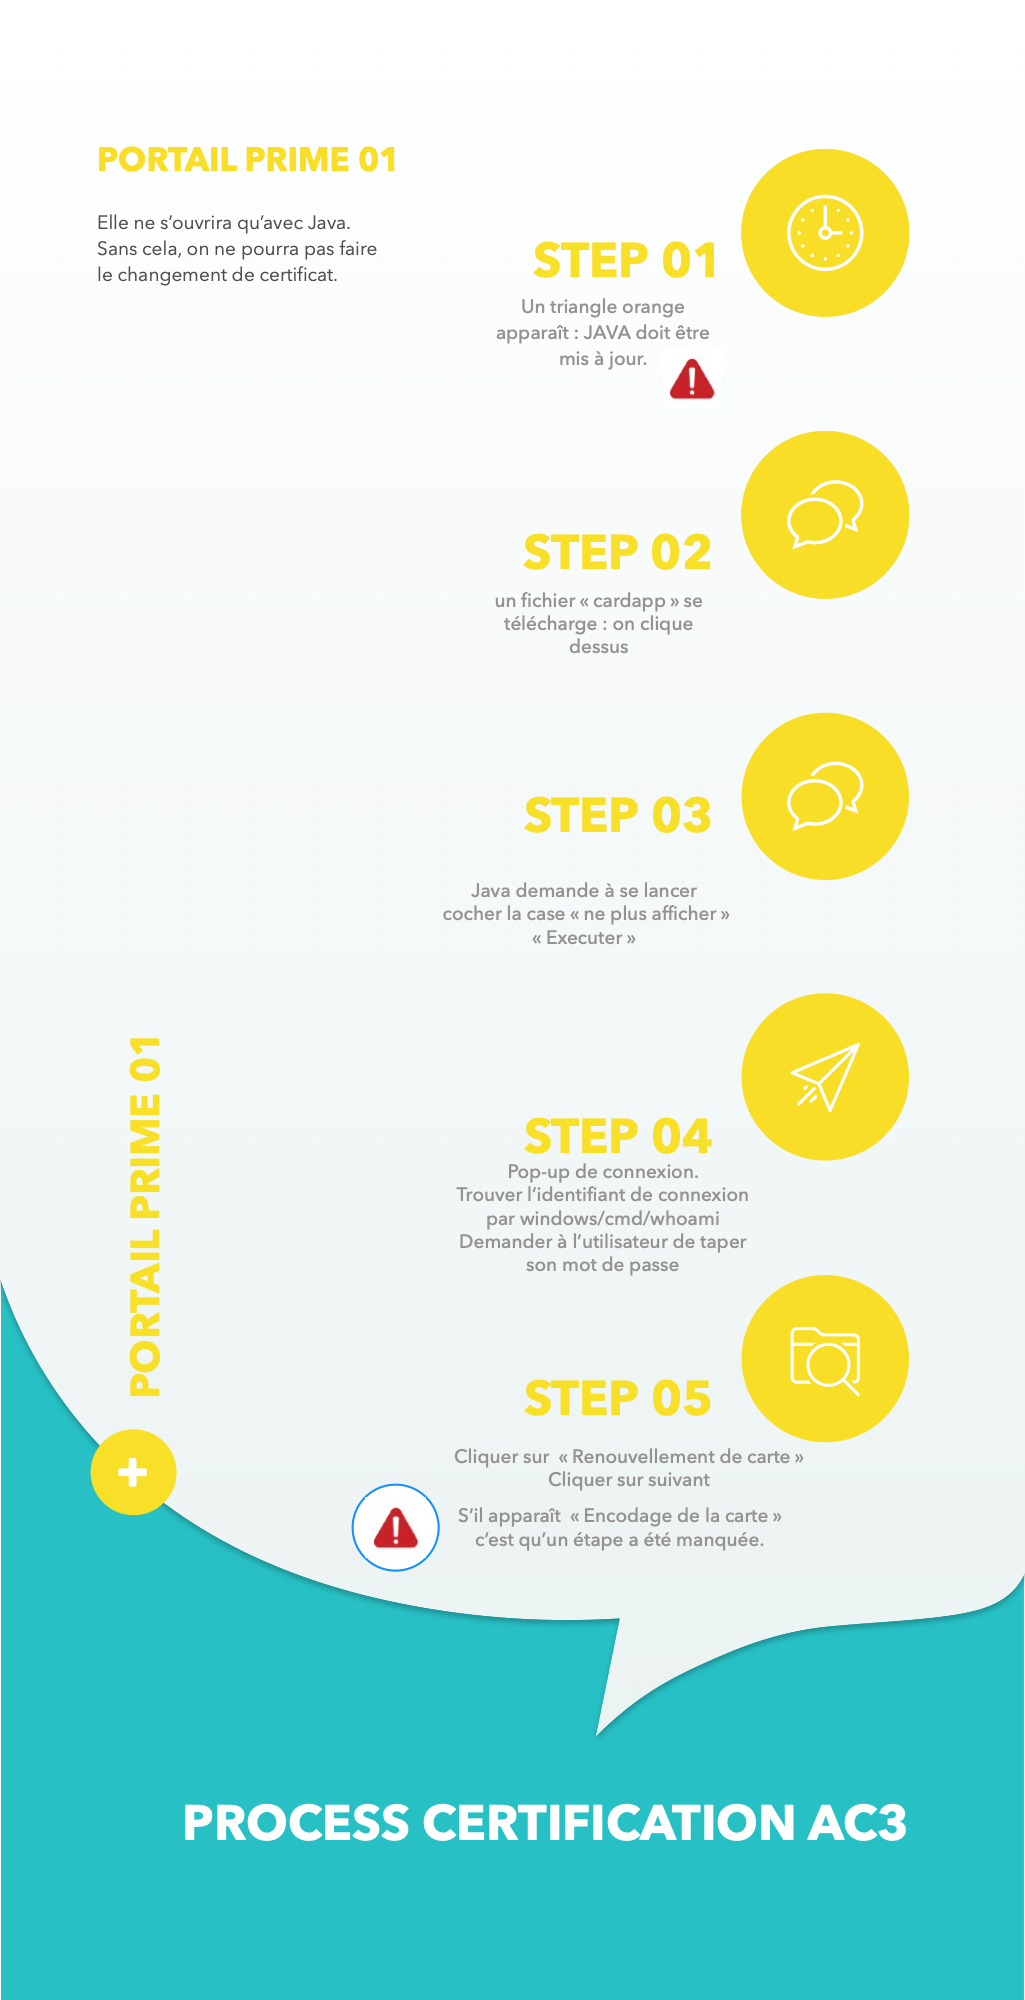 PORTAIL PRIME 01
Elle ne s’ouvrira qu’avec Java.
Sans cela, on ne pourra pas faire
le changement de certificat.
STEP 01
Un triangle orange
apparaît : JAVA doit être
mis à jour.
STEP 02
un fichier « cardapp » se
télécharge : on clique
dessus
STEP 03
Java demande à se lancer
cocher la case « ne plus afficher »
« Executer »
STEP 04
Pop-up de connexion.
Trouver l’identifiant de connexion
par windows/cmd/whoami
Demander à l’utilisateur de taper
son mot de passe
PORTAIL PRIME 01
STEP 05
Cliquer sur « Renouvellement de carte »
Cliquer sur suivant
S’il apparaît « Encodage de la carte »
c’est qu’un étape a été manquée.
PROCESS CERTIFICATION AC3